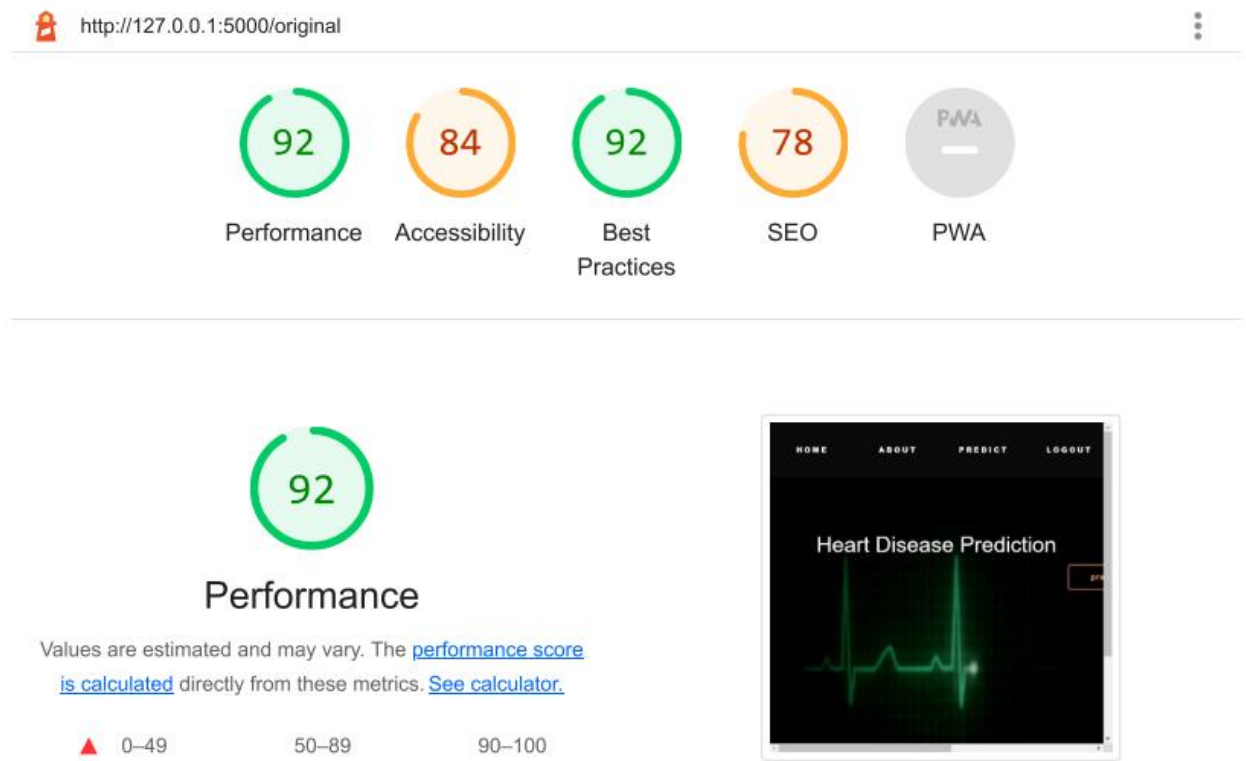 http://127.0.0.1:5000/original
92
84
92
78
PWA
Performance
Accessibility
Best
Practices
SEO
PWA
92
Performance
Values are estimated and may vary. The performance score
is calculated directly from these metrics. See calculator.
0–49
50–89
90–100
HOME
ABOUT
PREDICT
LOGOUT
Heart Disease Prediction